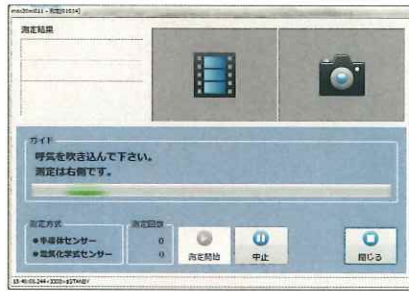 測定結果
ガイド
呼気を吹き込んで下さい。
測定は右側です。
測定方式
●半導体センサー
●電気化学式センサー
測定回数
0
0
測定開始
中止
閉じる